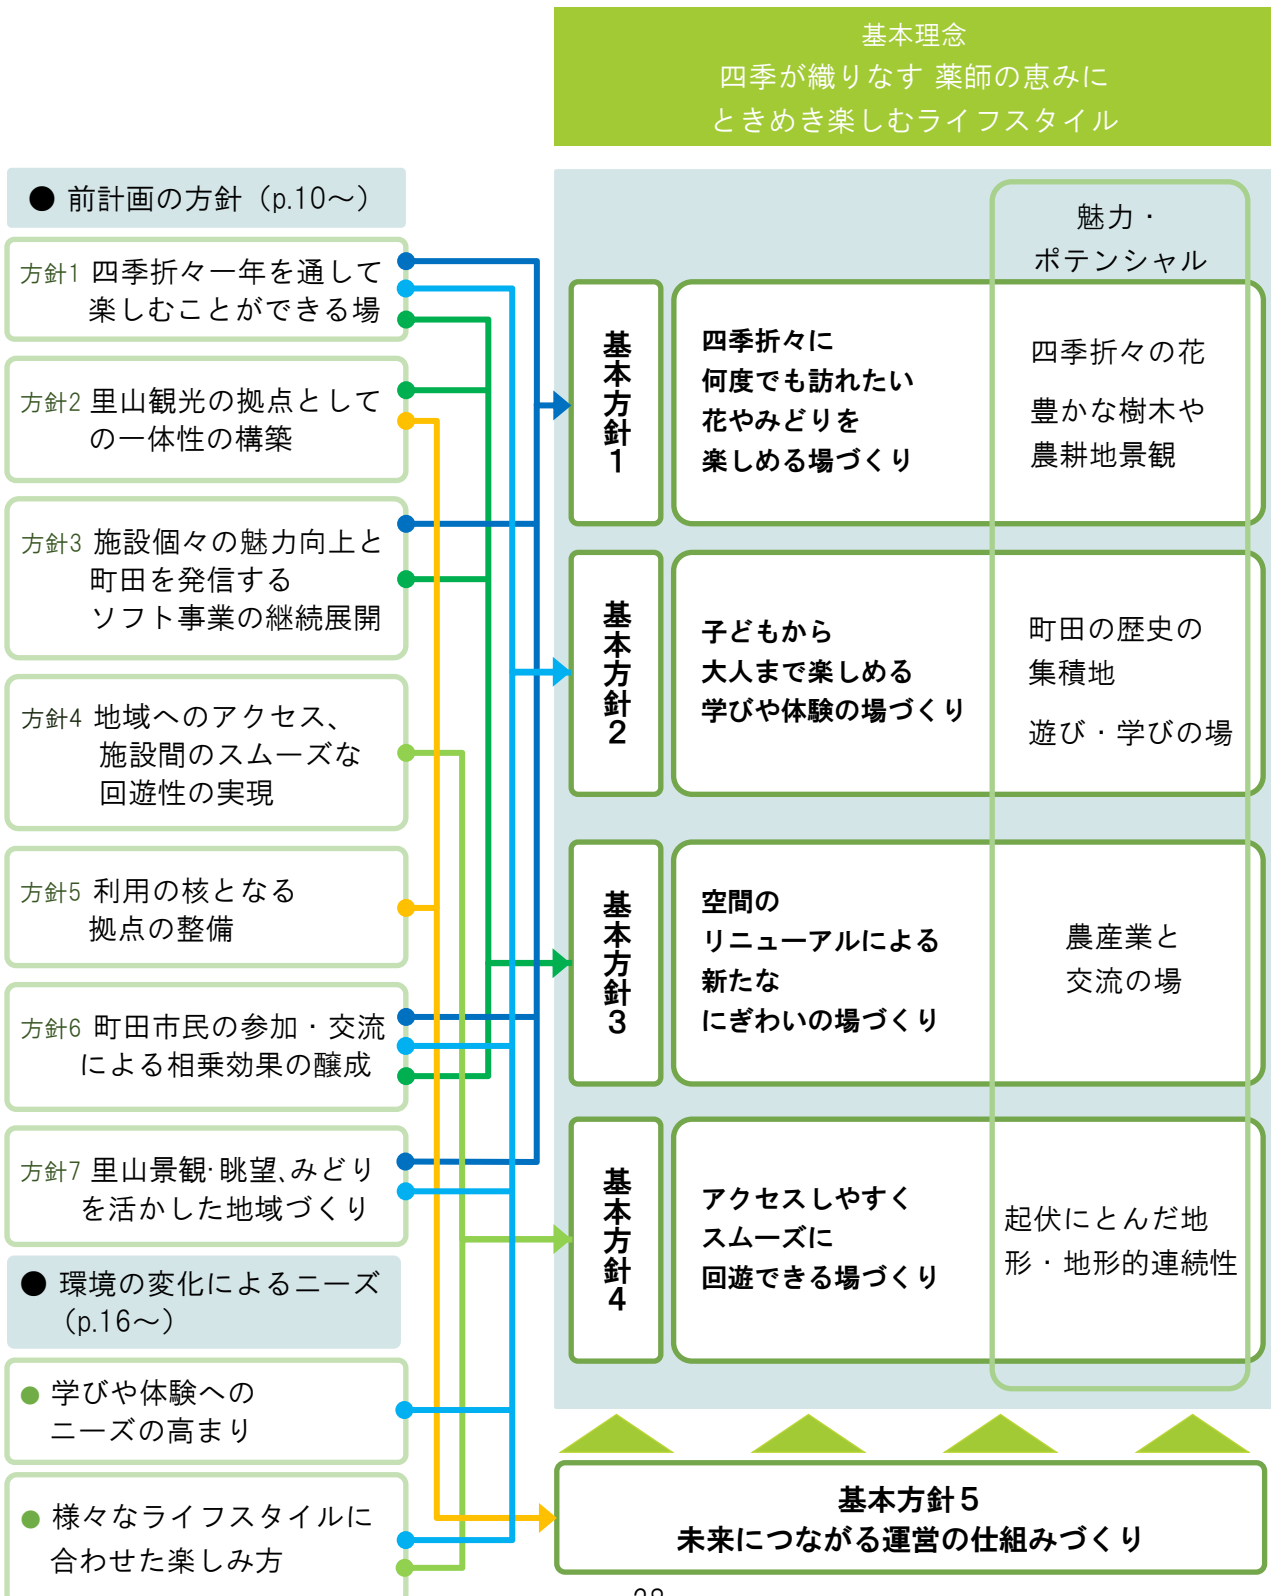 基本理念
四季が織りなす 薬師の恵みに
ときめき楽しむライフスタイル
● 前計画の方針（p.10～）
方針1 四季折々一年を通して
楽しむことができる場
方針2 里山観光の拠点として
の一体性の構築
方針3 施設個々の魅力向上と
町田を発信する
ソフト事業の継続展開
方針4 地域へのアクセス、
施設間のスムーズな
回遊性の実現
方針5 利用の核となる
拠点の整備
方針6 町田市民の参加・交流
による相乗効果の醸成
方針7 里山景観･眺望､みどり
を活かした地域づくり
● 環境の変化によるニーズ
（p.16～）
● 学びや体験への
ニーズの高まり
● 様々なライフスタイルに
合わせた楽しみ方
魅力・
ポテンシャル
基本方針1
四季折々に
何度でも訪れたい
花やみどりを
楽しめる場づくり
四季折々の花
豊かな樹木や
農耕地景観
基本方針2
子どもから
大人まで楽しめる
学びや体験の場づくり
町田の歴史の
集積地
遊び・学びの場
基本方針3
空間の
リニューアルによる
新たな
にぎわいの場づくり
農産業と
交流の場
基本方針4
アクセスしやすく
スムーズに
回遊できる場づくり
起伏にとんだ地
形・地形的連続性
基本方針５
未来につながる運営の仕組みづくり